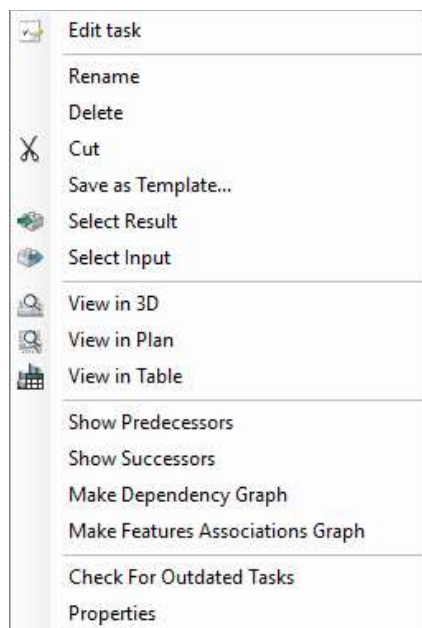 Edit task
Rename
Delete
Cut
Save as Template...
Select Result
Select Input
View in 3D
View in Plan
View in Table
Show Predecessors
Show Successors
Make Dependency Graph
Make Features Associations Graph
Check For Outdated Tasks
Properties